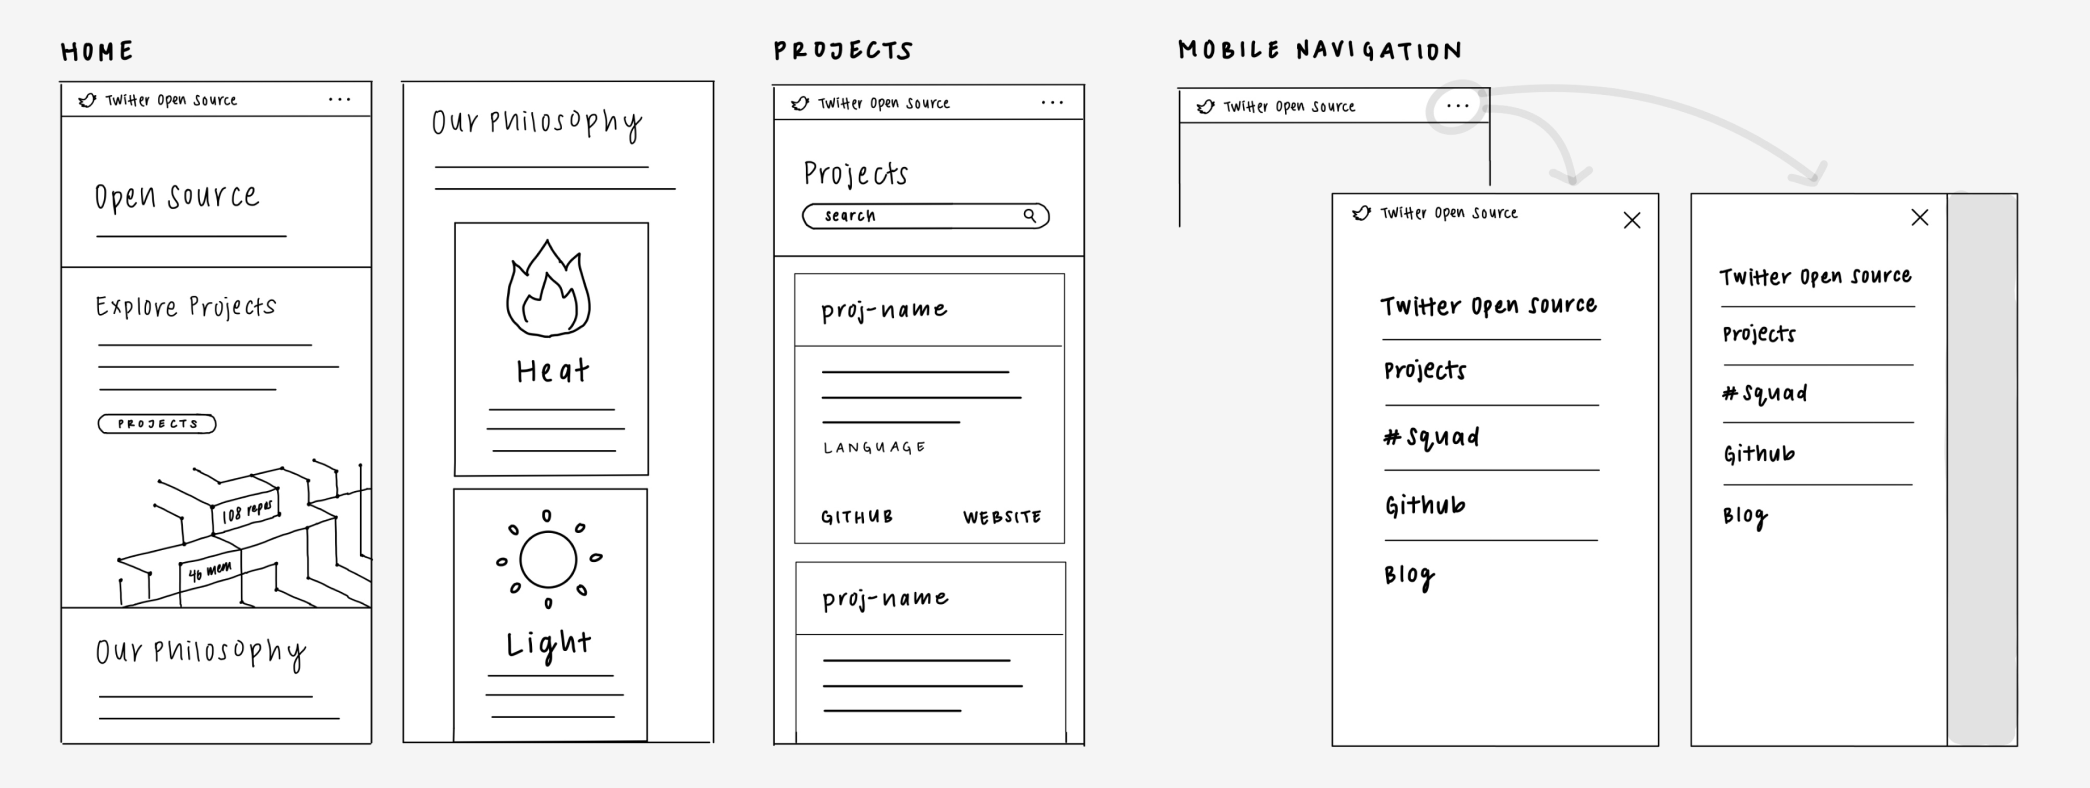 HOME
Twitter Open Source
Open Source
Explore Projects
PROJECTS
108 repos
46 mem
Our Philosophy
Our Philosophy
Heat
Light
PROJECTS
Twitter Open Source
Projects
search
proj-name
LANGUAGE
GITHUB WEBSITE
proj-name
MOBILE NAVIGATION
Twitter Open Source
Twitter Open Source
Twitter Open Source
Projects
#Squad
Github
Blog
Twitter Open Source
Projects
#Squad
Github
Blog